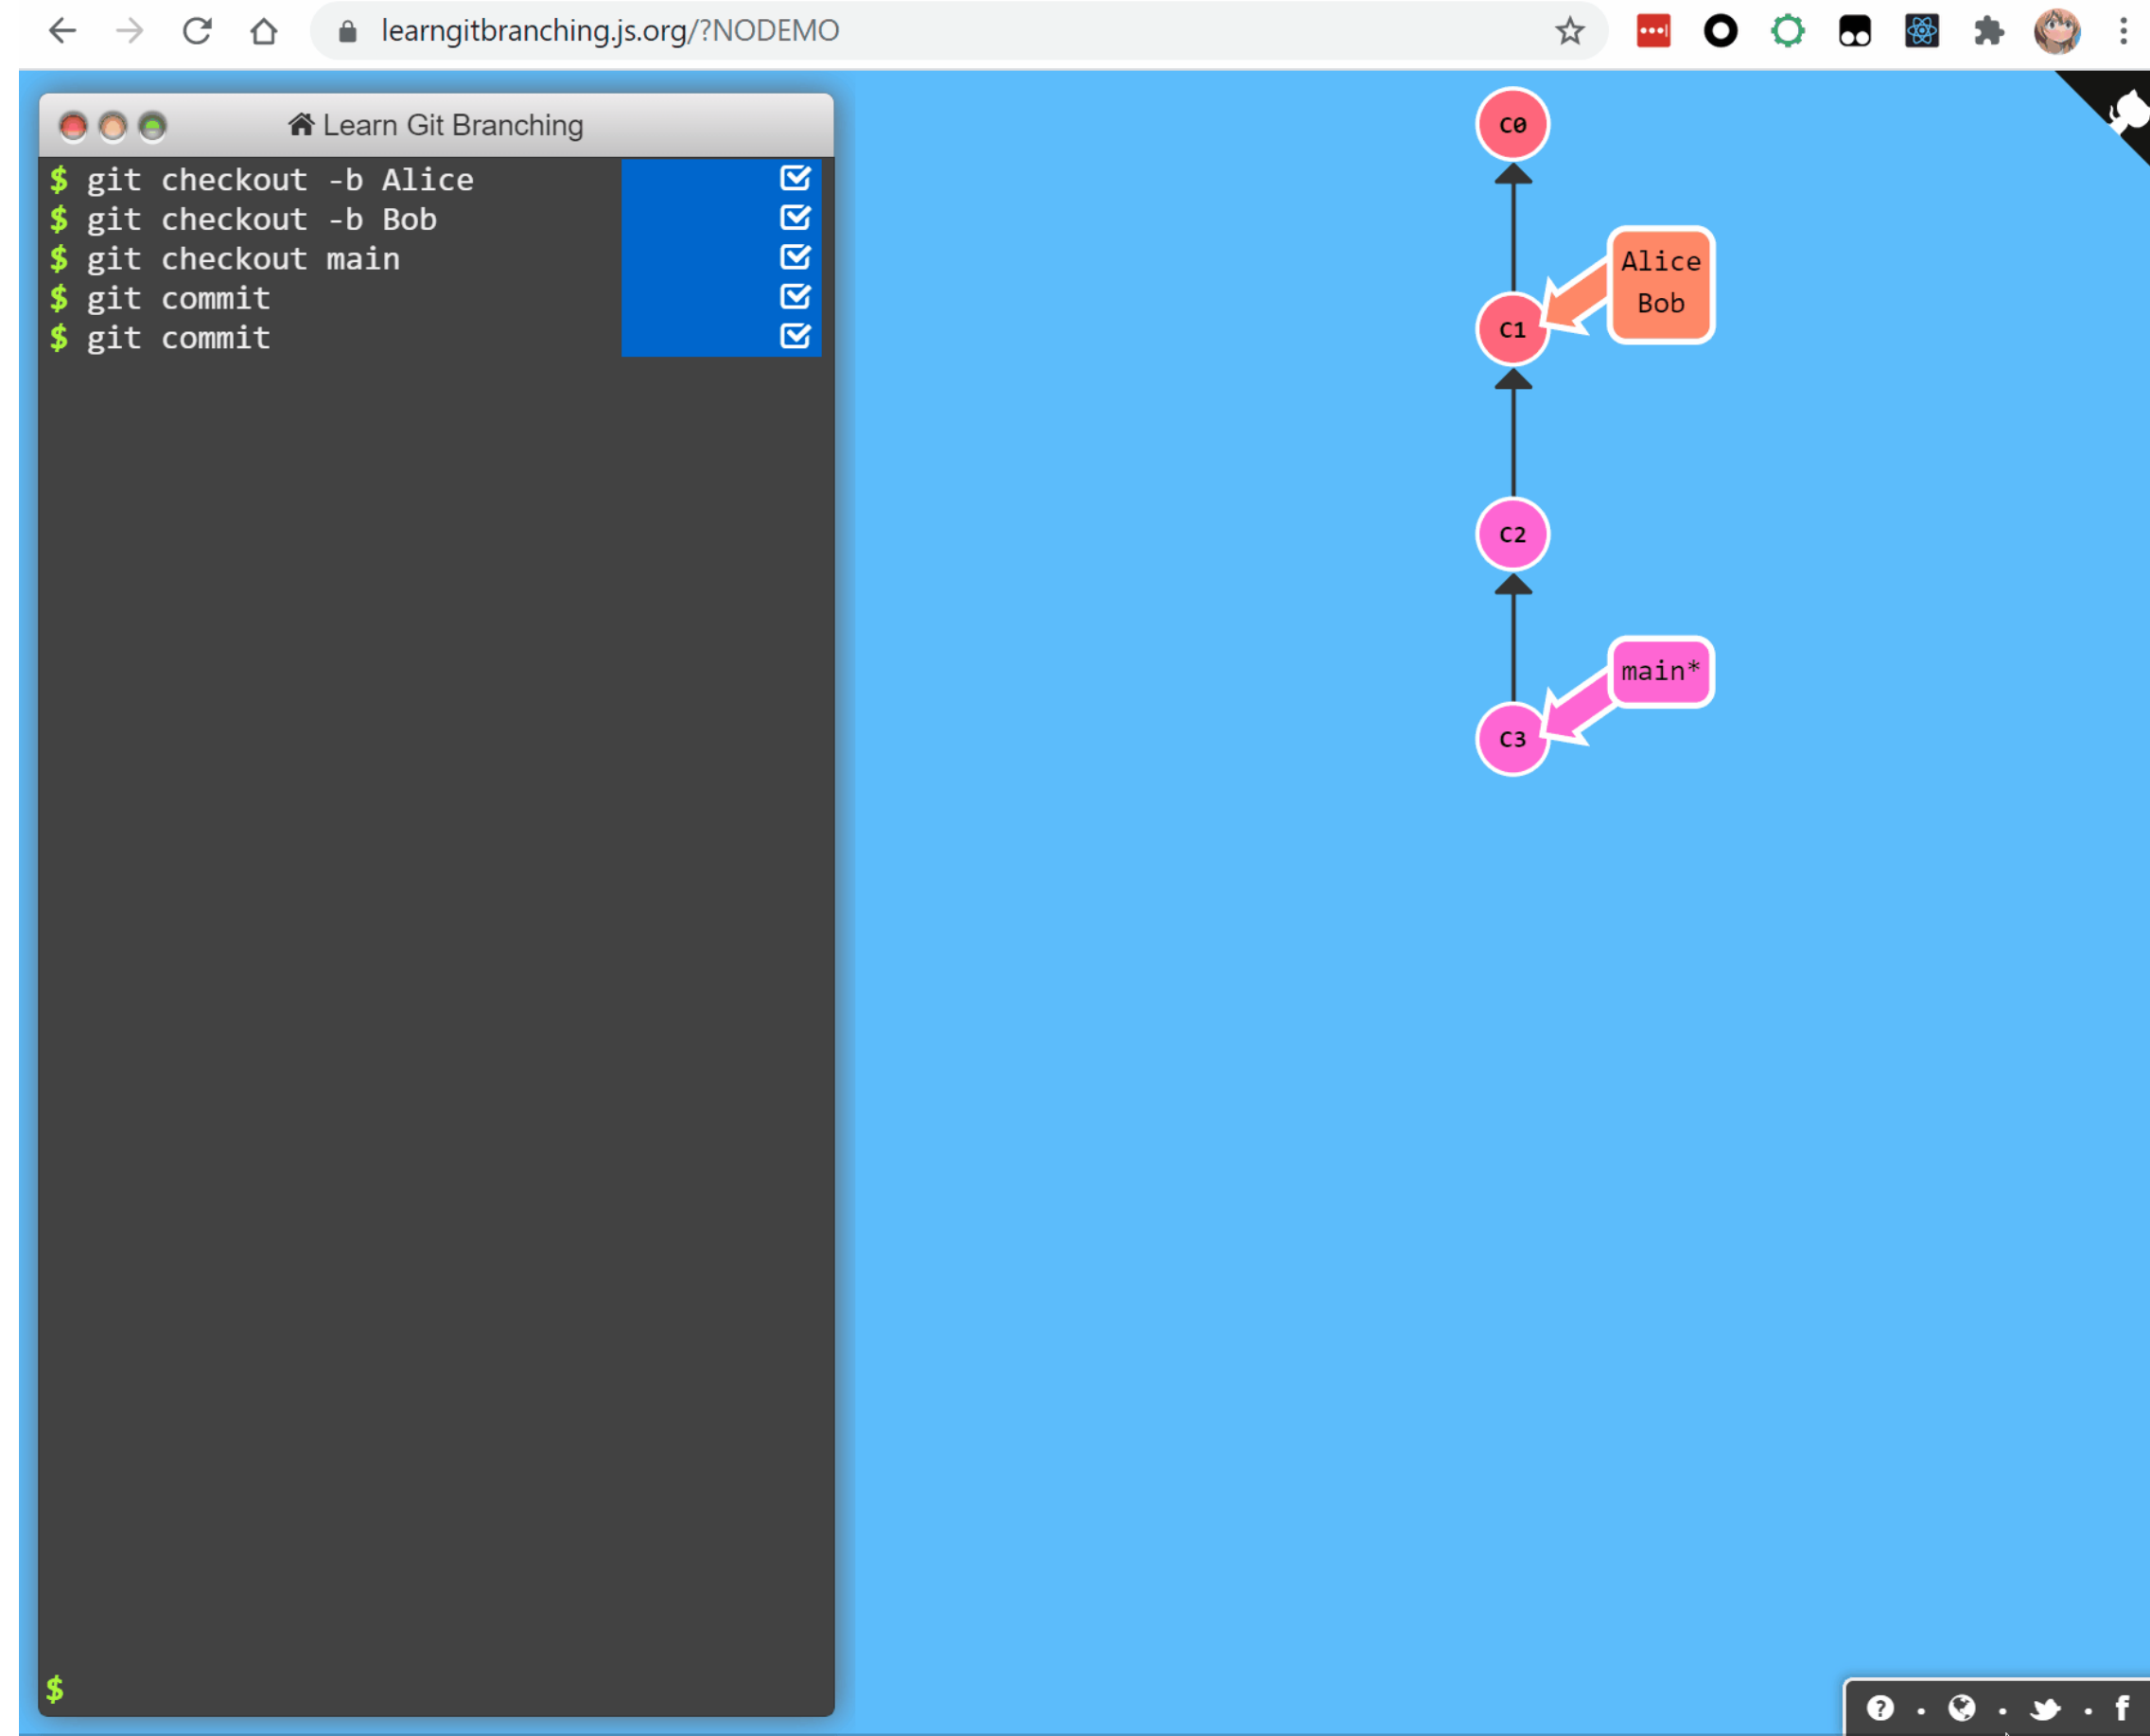 learngitbranching.js.org/?NODEMO
Learn Git Branching
$ git checkout -b Alice
$ git checkout -b Bob
$ git checkout main
$ git commit
$ git commit
$
C0
Alice
Bob
C1
C2
main*
C3